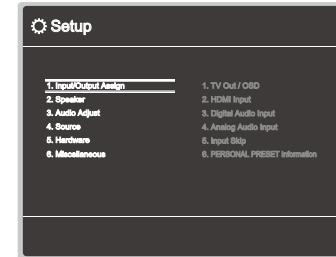 Setup
1. Input/Output Assign
2. Speaker
3. Audio Adjust
4. Source
5. Hardware
6. Miscellaneous
1. TV Out / OSD
2. HDMI Input
3. Digital Audio Input
4. Analog Audio Input
5. Input Skip
6. PERSONAL PRESET Information